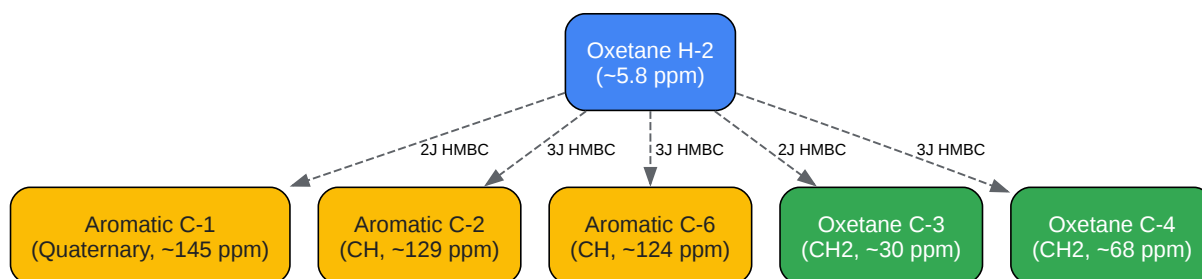 Oxetane H-2
(~5.8 ppm)
2J HMBC
3J HMBC
3J HMBC
2J HMBC
3J HMBC
Aromatic C-1
(Quaternary, ~145 ppm)
Aromatic C-2
(CH, ~129 ppm)
Aromatic C-6
(CH, ~124 ppm)
Oxetane C-3
(CH2, ~30 ppm)
Oxetane C-4
(CH2, ~68 ppm)